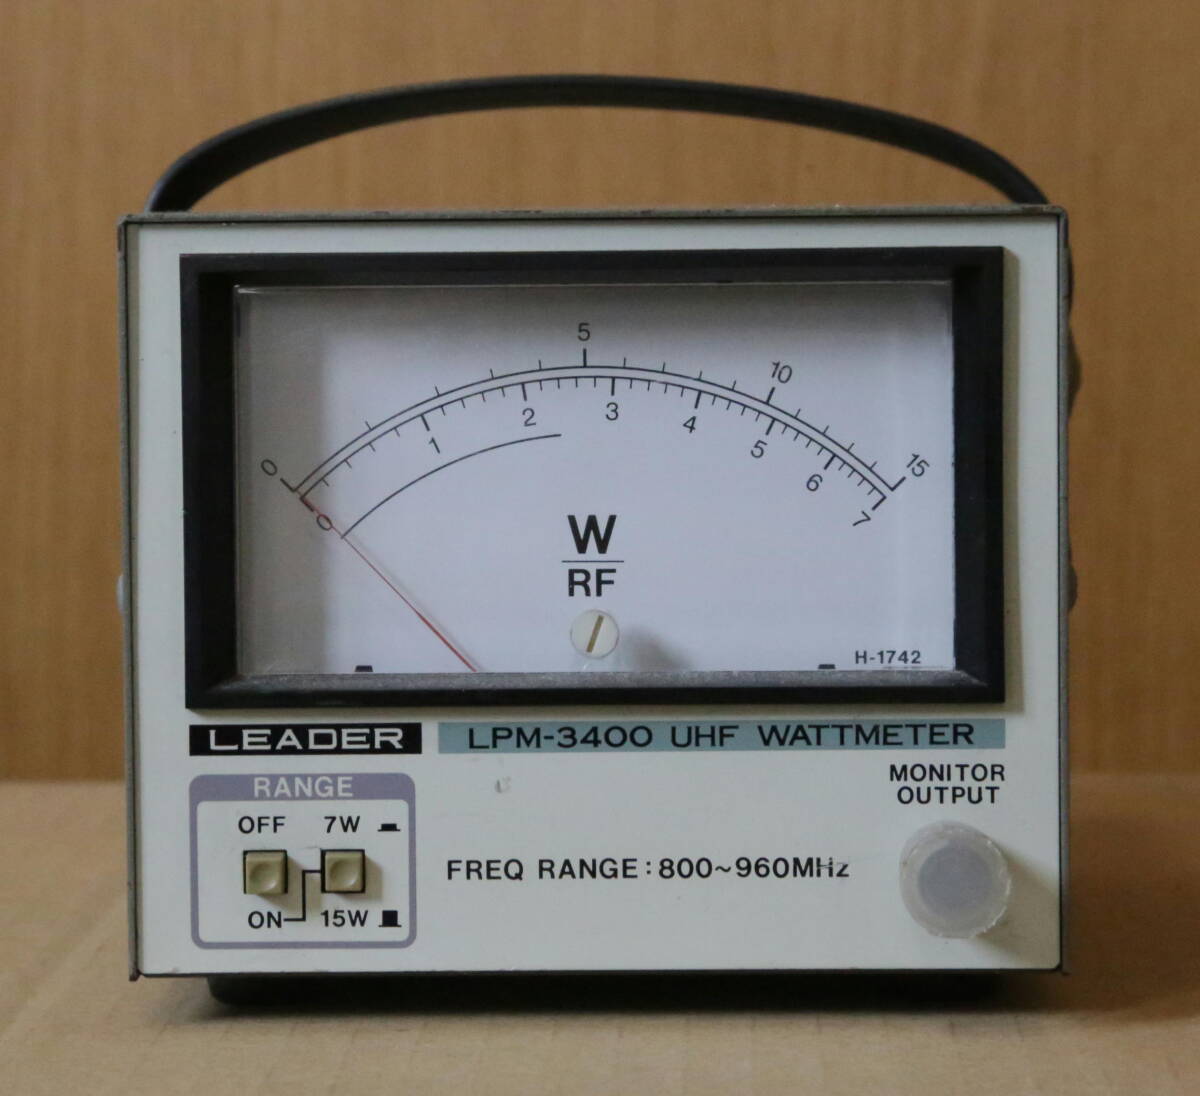 5
10
0
15
1
2
3
4
5
6
0
7
W
RF
H-1742
LEADER
LPM-3400 UHF WATTMETER
RANGE
MONITOR
OUTPUT
OFF 7W
FREQ RANGE:800~960MHz
ON 15W